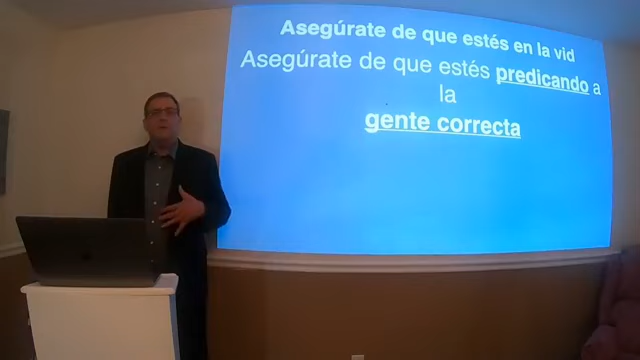 Asegúrate de que estés en la vid
Asegúrate de que estés predicando a
la
gente correcta